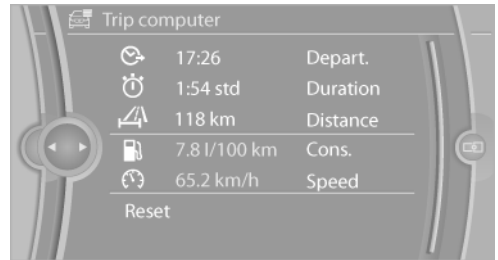 Trip computer
17:26 Depart.
1:54 std Duration
118 km Distance
7.8 l/100 km Cons.
65.2 km/h Speed
Reset